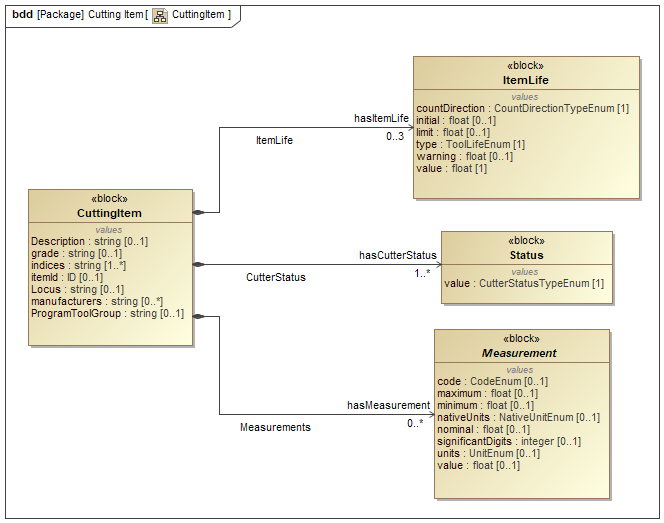 bdd [Package] Cutting Item [ CuttingItem ]
«block»
ItemLife
values
countDirection : CountDirectionTypeEnum [1]
initial : float [0..1]
limit : float [0..1]
type : ToolLifeEnum [1]
warning : float [0..1]
value : float [1]
hasItemLife
0..3
ItemLife
«block»
CuttingItem
values
Description : string [0..1]
grade : string [0..1]
indices : string [1..*]
itemId : ID [0..1]
Locus : string [0..1]
manufacturers : string [0..*]
ProgramToolGroup : string [0..1]
«block»
Status
values
value : CutterStatusTypeEnum [1]
hasCutterStatus
1..*
CutterStatus
«block»
Measurement
values
code : CodeEnum [0..1]
maximum : float [0..1]
minimum : float [0..1]
nativeUnits : NativeUnitEnum [0..1]
nominal : float [0..1]
significantDigits : integer [0..1]
units : UnitEnum [0..1]
value : float [0..1]
hasMeasurement
0..*
Measurements